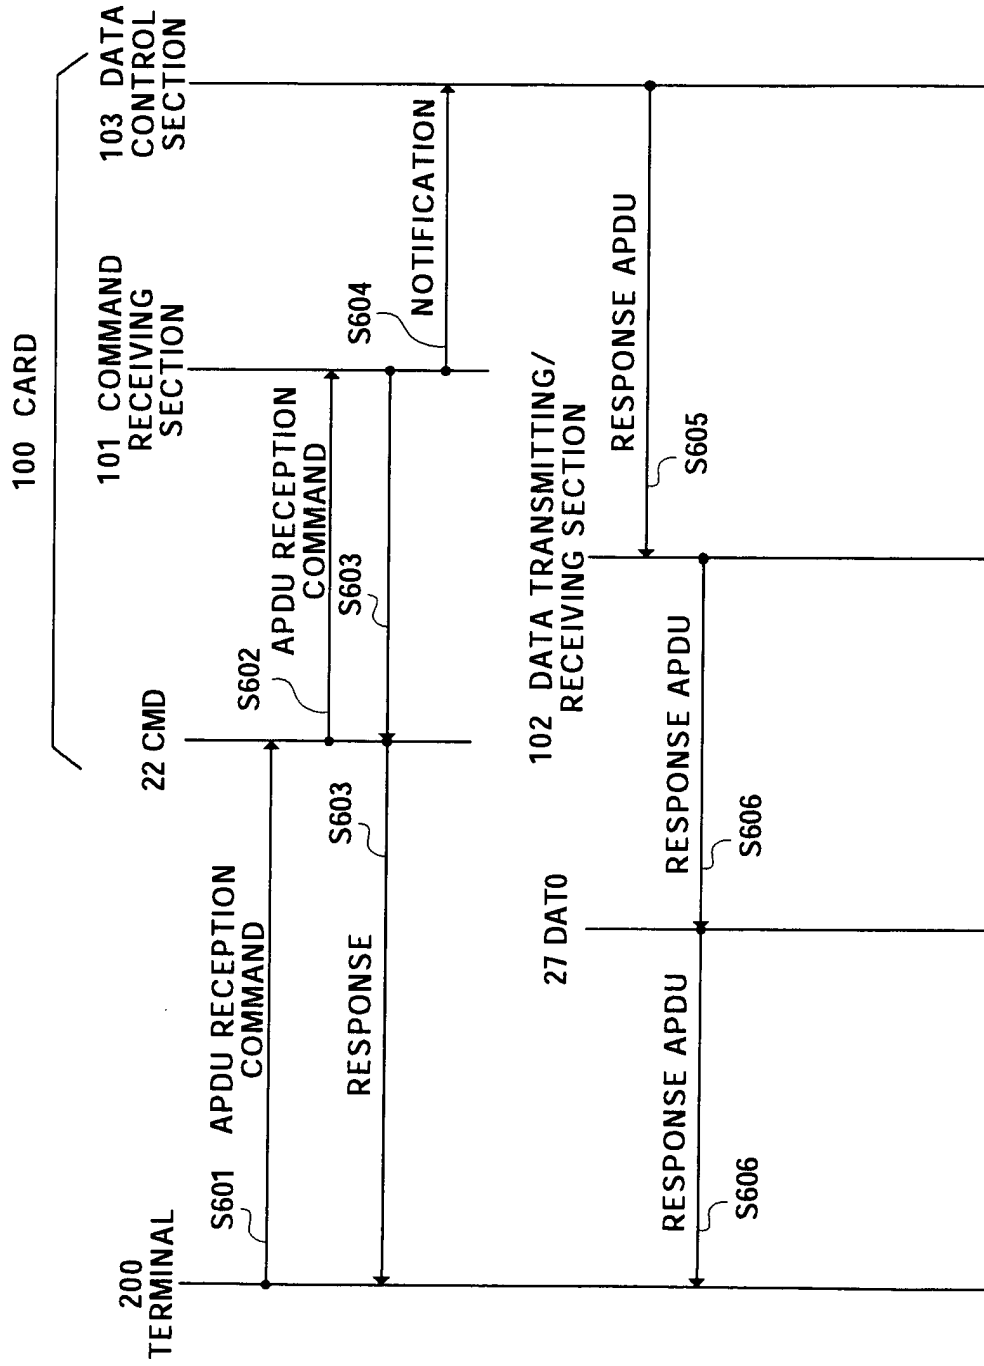 100 CARD
200
TERMINAL
22 CMD
101 COMMAND
RECEIVING
SECTION
103 DATA
CONTROL
SECTION
S601
APDU RECEPTION
COMMAND
S602
APDU RECEPTION
COMMAND
RESPONSE
S603
S603
S604
NOTIFICATION
27 DAT0
102 DATA TRANSMITTING/
RECEIVING SECTION
RESPONSE APDU
S605
RESPONSE APDU
S606
RESPONSE APDU
S606